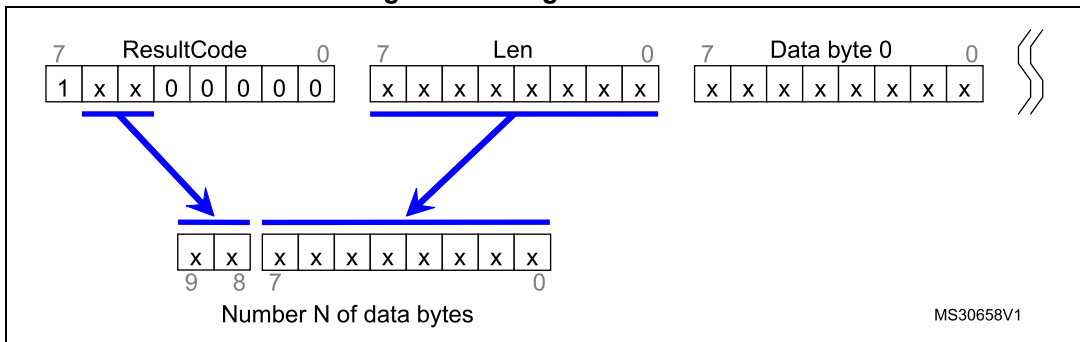 7 ResultCode 0 7 Len 0 7 Data byte 0 0
1 x x 0 0 0 0 0 x x x x x x x x x x x x x x x x
x x x x x x x x x x
9 8 7 0
Number N of data bytes
MS30658V1